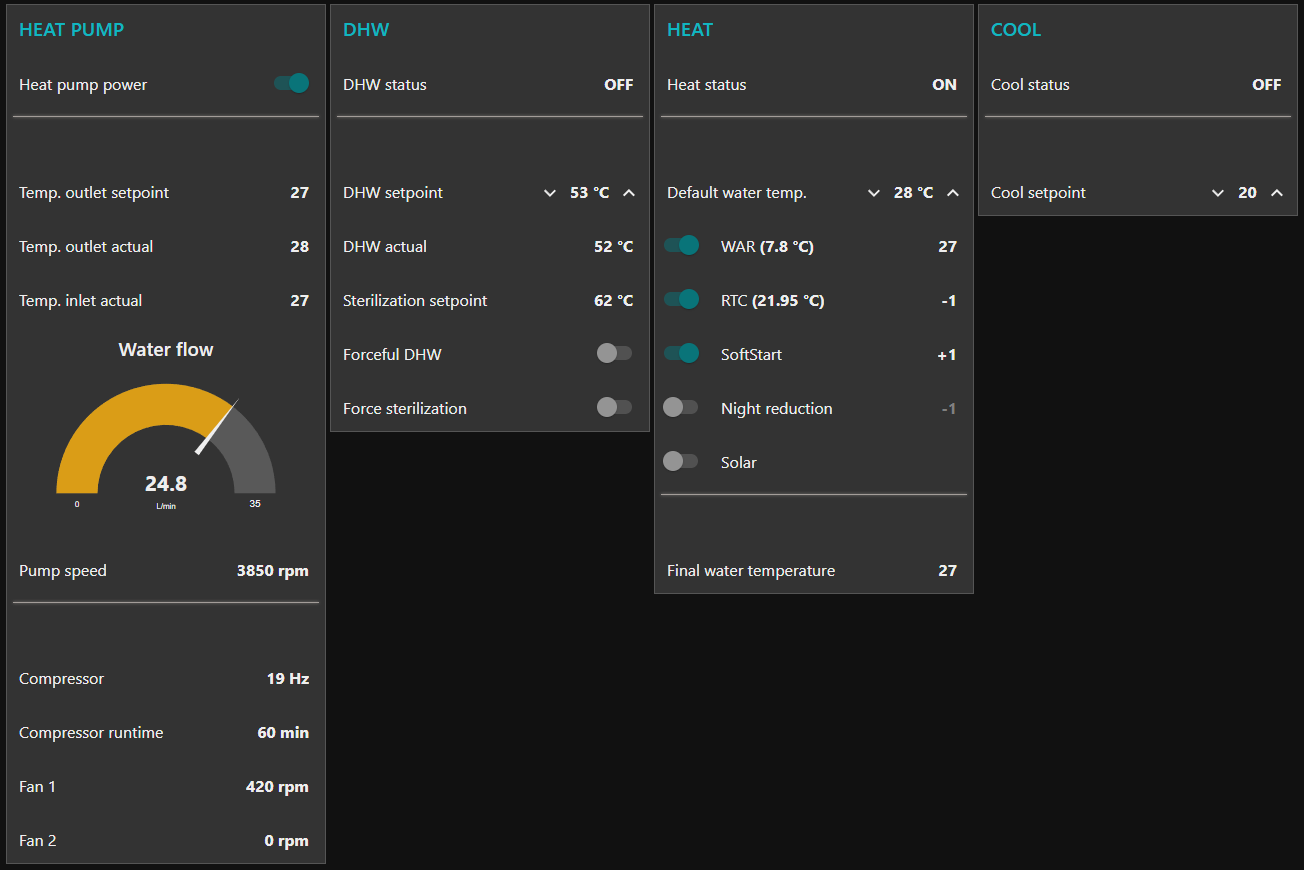 HEAT PUMP
Heat pump power
Temp. outlet setpoint 27
Temp. outlet actual 28
Temp. inlet actual 27
Water flow
24.8
0 L/min 35
Pump speed 3850 rpm
Compressor 19 Hz
Compressor runtime 60 min
Fan 1 420 rpm
Fan 2 0 rpm
DHW
DHW status OFF
DHW setpoint 53 °C
DHW actual 52 °C
Sterilization setpoint 62 °C
Forceful DHW
Force sterilization
HEAT
Heat status ON
Default water temp. 28 °C
WAR (7.8 °C) 27
RTC (21.95 °C) -1
SoftStart +1
Night reduction -1
Solar
Final water temperature 27
COOL
Cool status OFF
Cool setpoint 20